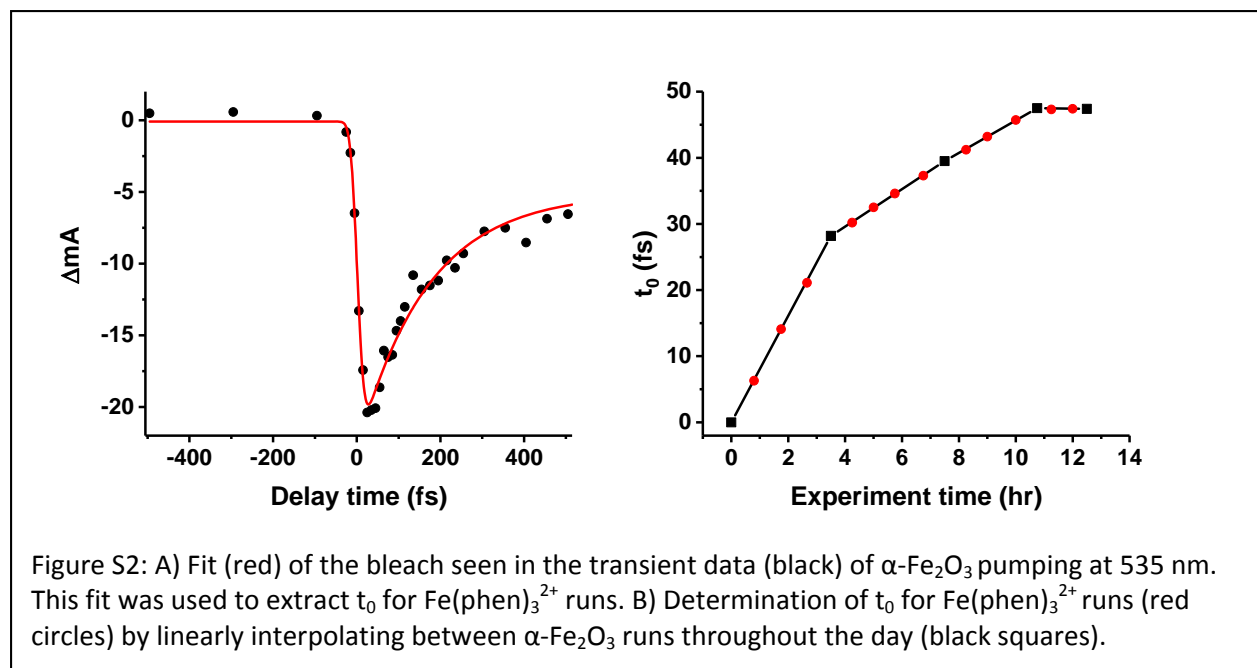 0
-5
-10
-15
-20
ΔmA
-400 -200 0 200 400
Delay time (fs)
50
40
30
20
10
0
t₀ (fs)
0 2 4 6 8 10 12 14
Experiment time (hr)
Figure S2: A) Fit (red) of the bleach seen in the transient data (black) of α-Fe₂O₃ pumping at 535 nm.
This fit was used to extract t₀ for Fe(phen)₃²⁺ runs. B) Determination of t₀ for Fe(phen)₃²⁺ runs (red
circles) by linearly interpolating between α-Fe₂O₃ runs throughout the day (black squares).